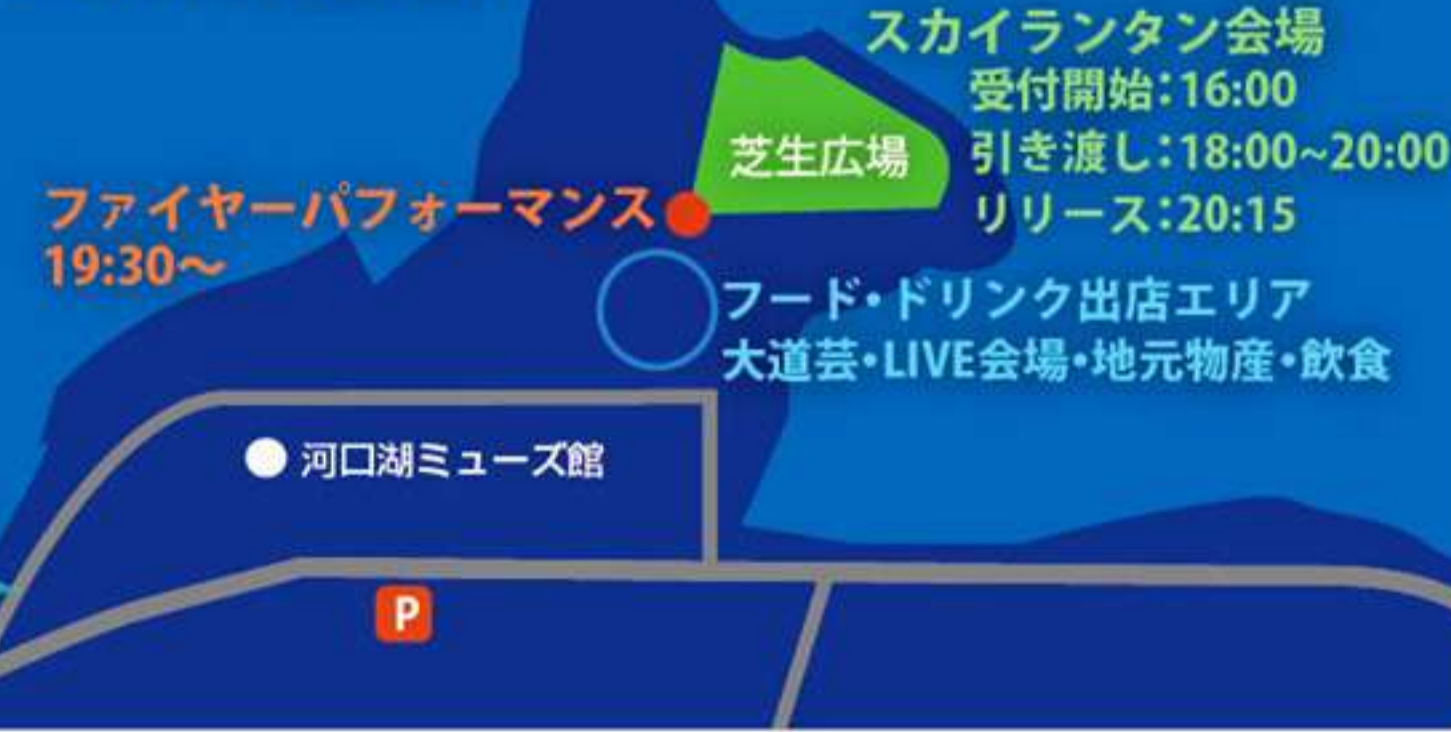 スカイランタン会場
受付開始：16:00
引き渡し：18:00~20:00
リリース：20:15
芝生広場
ファイヤーパフォーマンス
19:30〜
フード・ドリンク出店エリア
大道芸・LIVE会場・地元物産・飲食
河口湖ミューズ館
P